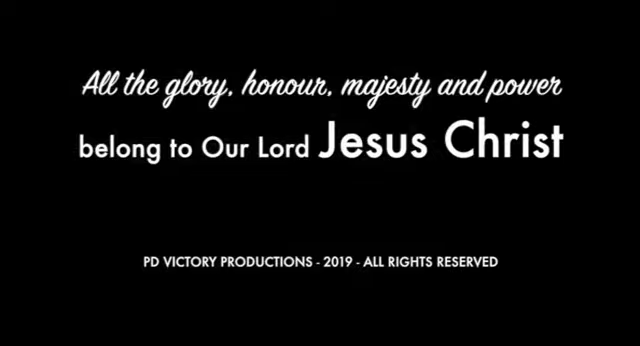 All the glory, honour, majesty and power
belong to Our Lord Jesus Christ
PD VICTORY PRODUCTIONS - 2019 - ALL RIGHTS RESERVED